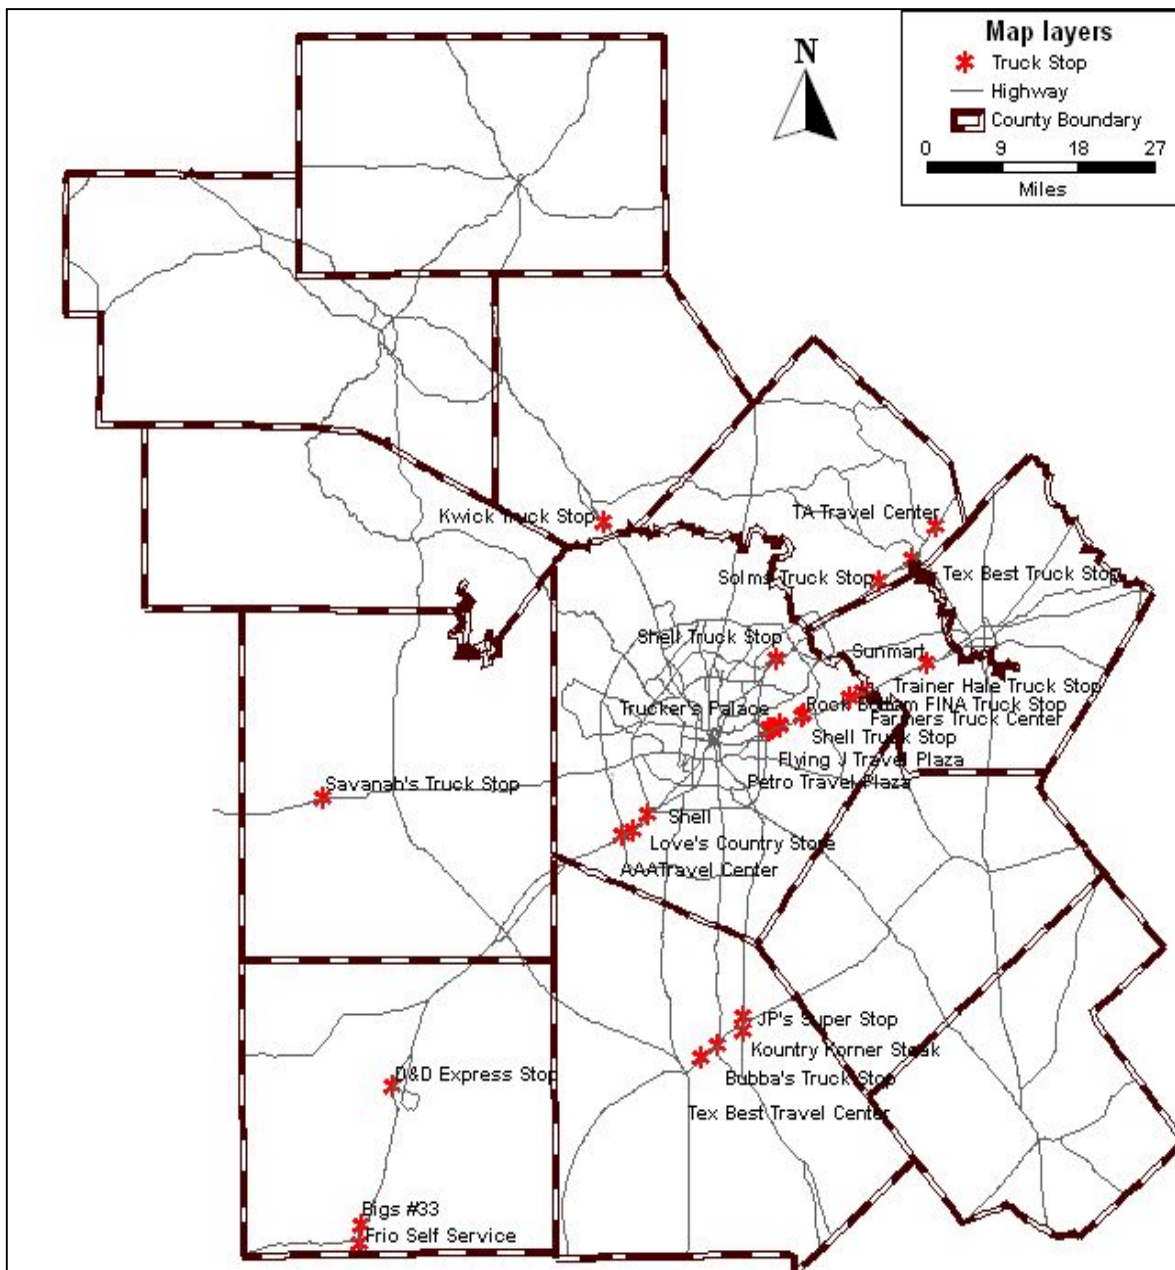 Map layers
Truck Stop
Highway
County Boundary
0 9 18 27
Miles
N
Kwick Truck Stop
TA Travel Center
Solms Truck Stop
Tex Best Truck Stop
Shell Truck Stop
Sunmart
Trainer Hale Truck Stop
Trucker's Palace
Rock Bottom FINA Truck Stop
Farmers Truck Center
Shell Truck Stop
Flying J Travel Plaza
Petro Travel Plaza
Savanah's Truck Stop
Shell
Love's Country Store
AAATravel Center
JP's Super Stop
Kountry Korner Steak
D&D Express Stop
Bubba's Truck Stop
Tex Best Travel Center
Bigs #33
Frio Self Service